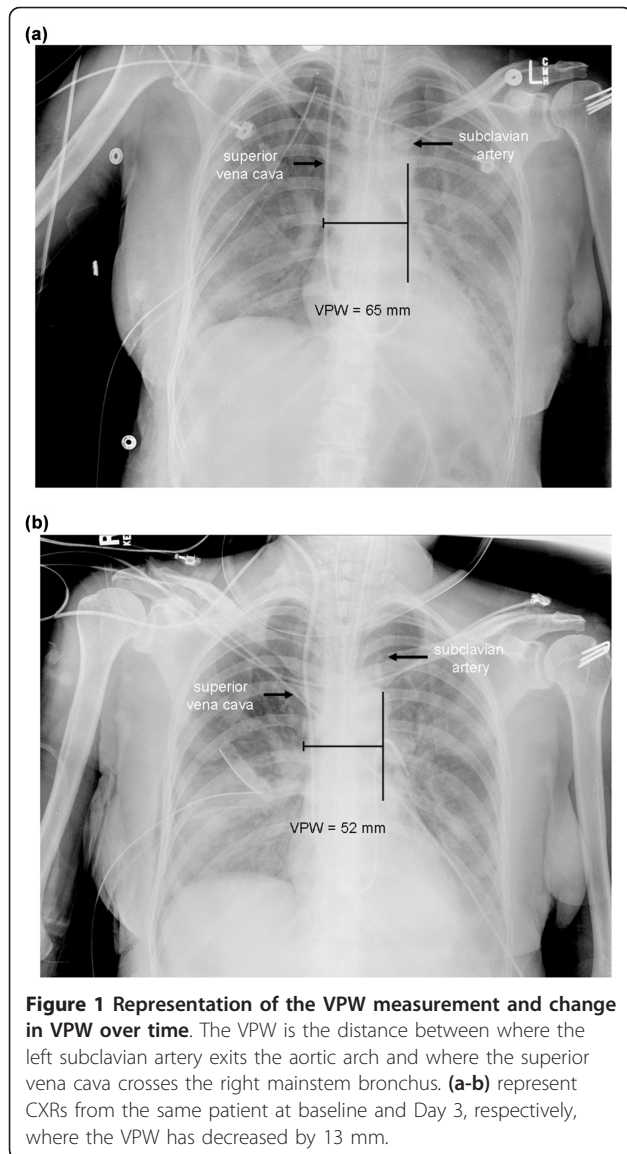 (a)
L
C
M
H
subclavian
artery
superior
vena cava
VPW = 65 mm
(b)
R
KE
subclavian
artery
superior
vena cava
VPW = 52 mm
Figure 1 Representation of the VPW measurement and change
in VPW over time. The VPW is the distance between where the
left subclavian artery exits the aortic arch and where the superior
vena cava crosses the right mainstem bronchus. (a-b) represent
CXRs from the same patient at baseline and Day 3, respectively,
where the VPW has decreased by 13 mm.